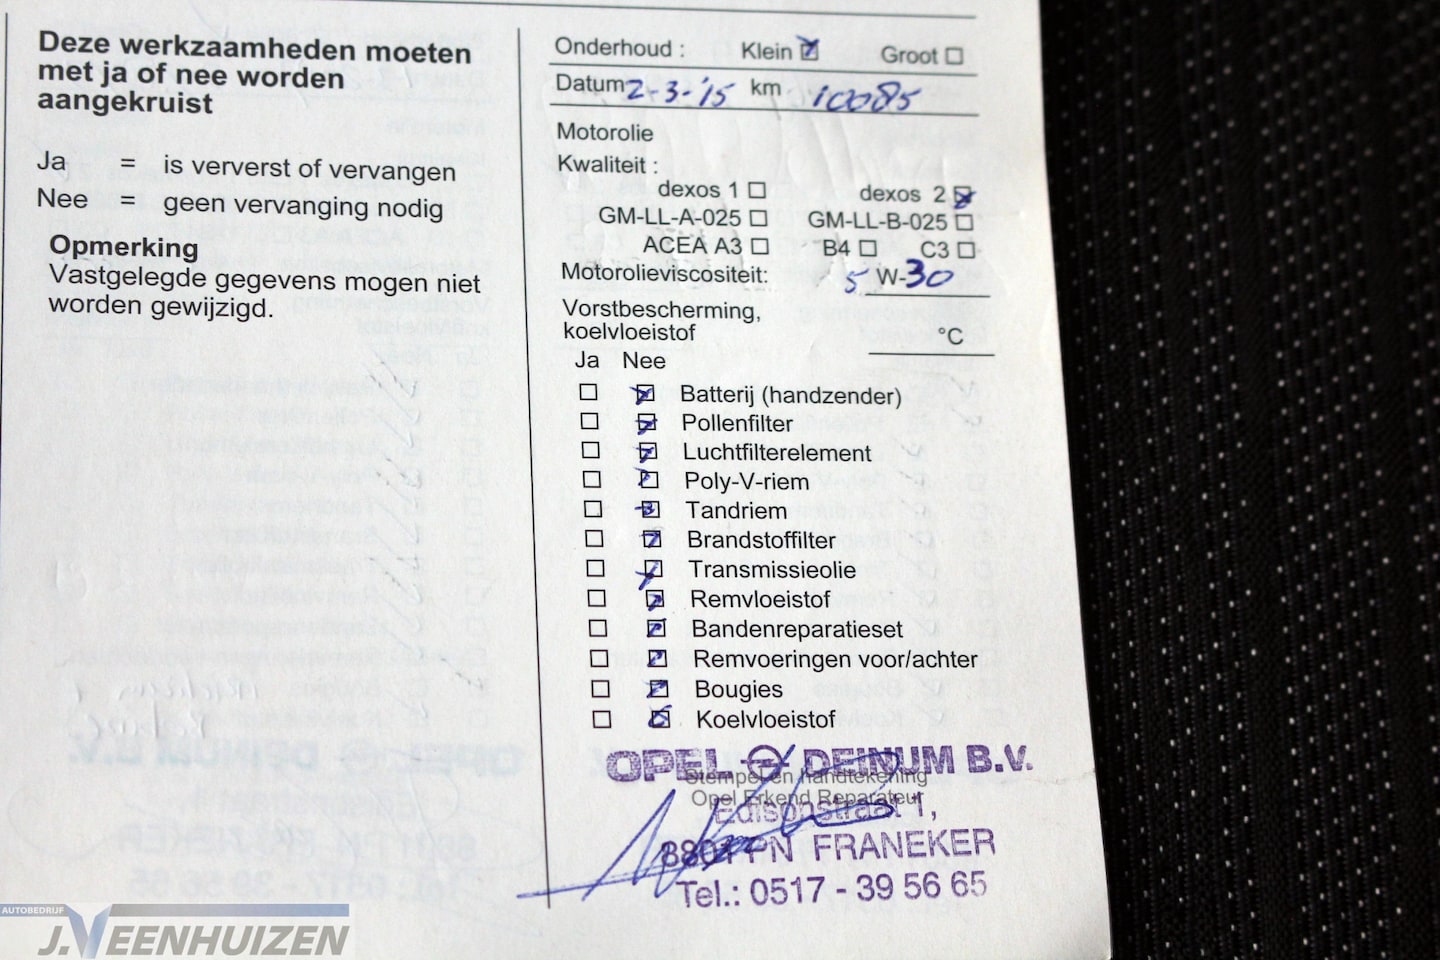 Deze werkzaamheden moeten
met ja of nee worden
aangekruist
Ja = is ververst of vervangen
Nee = geen vervanging nodig
Opmerking
Vastgelegde gegevens mogen niet
worden gewijzigd.
Onderhoud : Klein Groot
Datum 2-3-'15 km 10085
Motorolie
Kwaliteit :
dexos 1 dexos 2
GM-LL-A-025 GM-LL-B-025
ACEA A3 B4 C3
Motorolieviscositeit: 5 W-30
Vorstbescherming,
koelvloeistof °C
Ja Nee
Batterij (handzender)
Pollenfilter
Luchtfilterelement
Poly-V-riem
Tandriem
Brandstoffilter
Transmissieolie
Remvloeistof
Bandenreparatieset
Remvoeringen voor/achter
Bougies
Koelvloeistof
OPEL DEINUM B.V.
Stempel en handtekening
Opel Erkend Reparateur
Edisonstraat 1,
8801 PN FRANEKER
Tel.: 0517 - 39 56 65
AUTOBEDRIJF
J.VEENHUIZEN